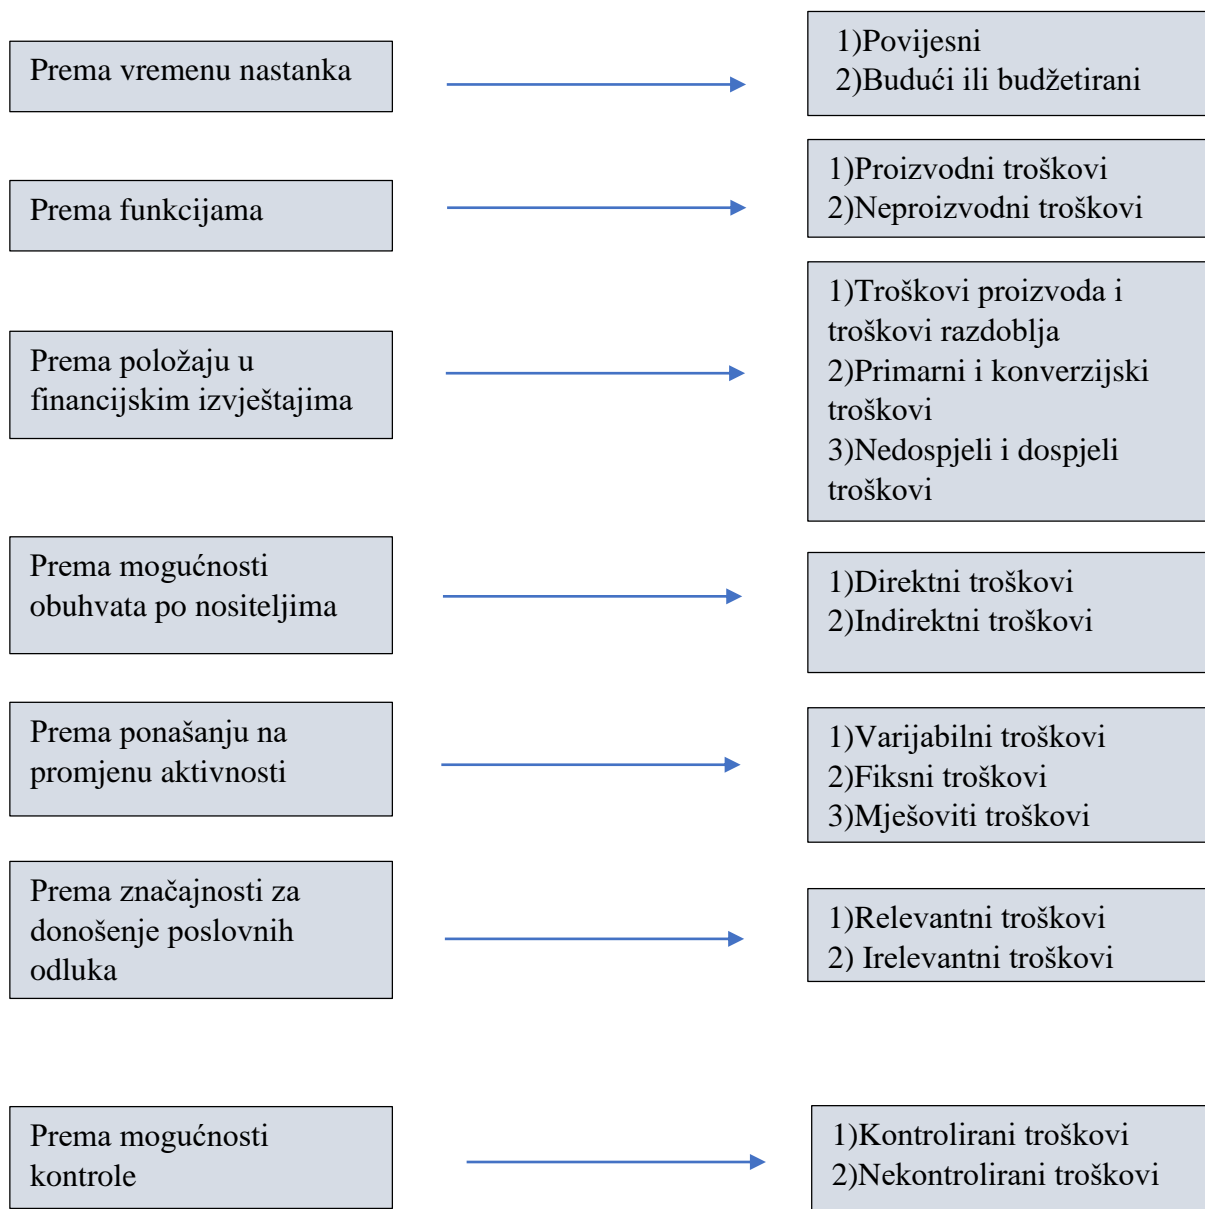 Prema vremenu nastanka
1)Povijesni
2)Budući ili budžetirani
Prema funkcijama
1)Proizvodni troškovi
2)Neproizvodni troškovi
Prema položaju u
financijskim izvještajima
1)Troškovi proizvoda i
troškovi razdoblja
2)Primarni i konverzijski
troškovi
3)Nedospjeli i dospjeli
troškovi
Prema mogućnosti
obuhvata po nositeljima
1)Direktni troškovi
2)Indirektni troškovi
Prema ponašanju na
promjenu aktivnosti
1)Varijabilni troškovi
2)Fiksni troškovi
3)Mješoviti troškovi
Prema značajnosti za
donošenje poslovnih
odluka
1)Relevantni troškovi
2) Irelevantni troškovi
Prema mogućnosti
kontrole
1)Kontrolirani troškovi
2)Nekontrolirani troškovi